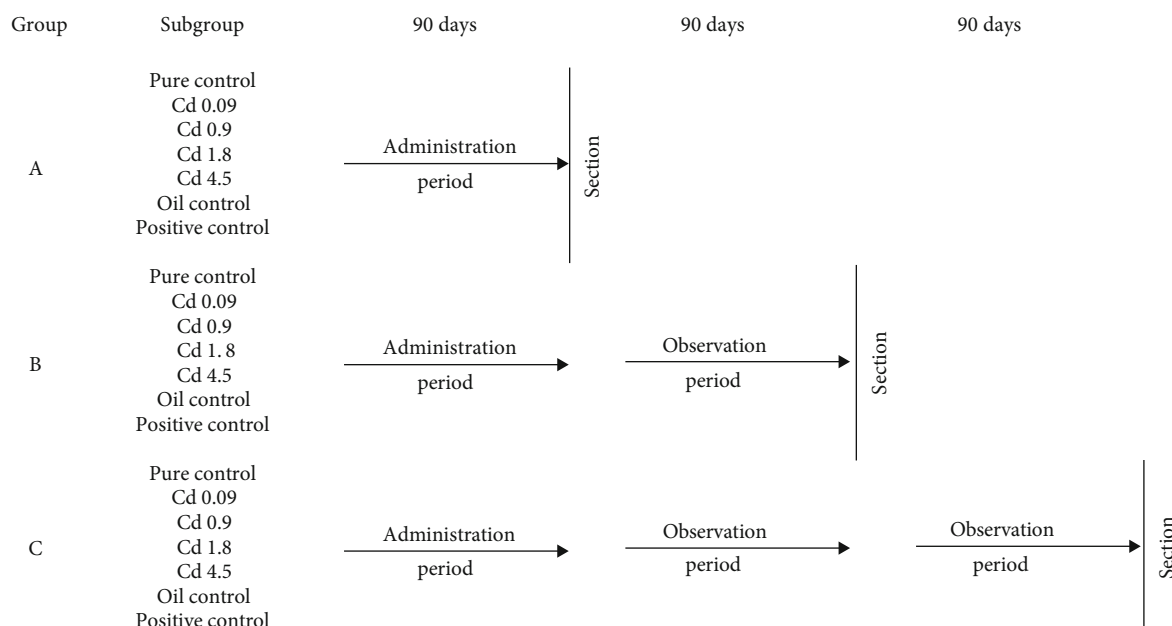 Group Subgroup 90 days 90 days 90 days
Pure control
Cd 0.09
Cd 0.9
Cd 1.8
Cd 4.5
Oil control
Positive control
A
Administration
period
Section
Pure control
Cd 0.09
Cd 0.9
Cd 1. 8
Cd 4.5
Oil control
Positive control
B
Administration
period
Observation
period
Section
Pure control
Cd 0.09
Cd 0.9
Cd 1.8
Cd 4.5
Oil control
Positive control
C
Administration
period
Observation
period
Observation
period
Section